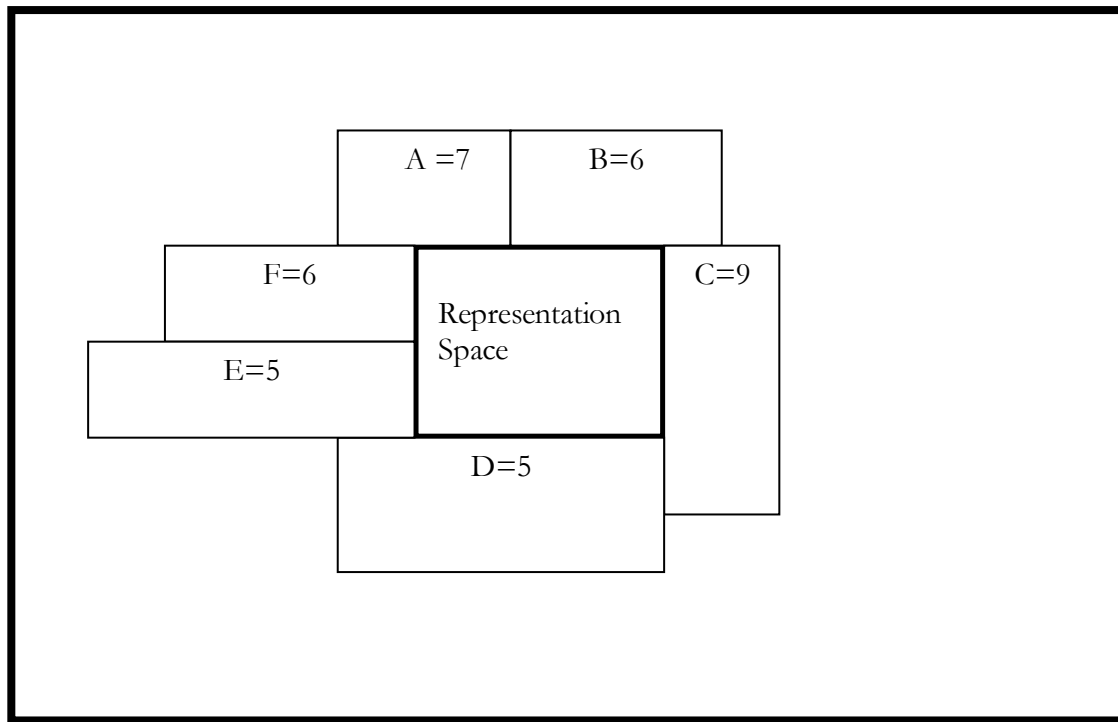 A =7
B=6
F=6
C=9
Representation
Space
E=5
D=5